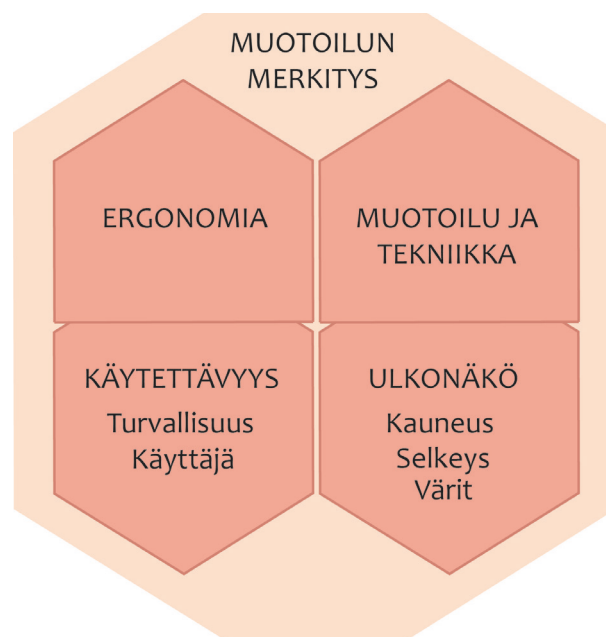 MUOTOILUN
MERKITYS
ERGONOMIA
MUOTOILU JA
TEKNIIKKA
KÄYTETTÄVYYS
Turvallisuus
Käyttäjä
ULKONÄKÖ
Kauneus
Selkeys
Värit